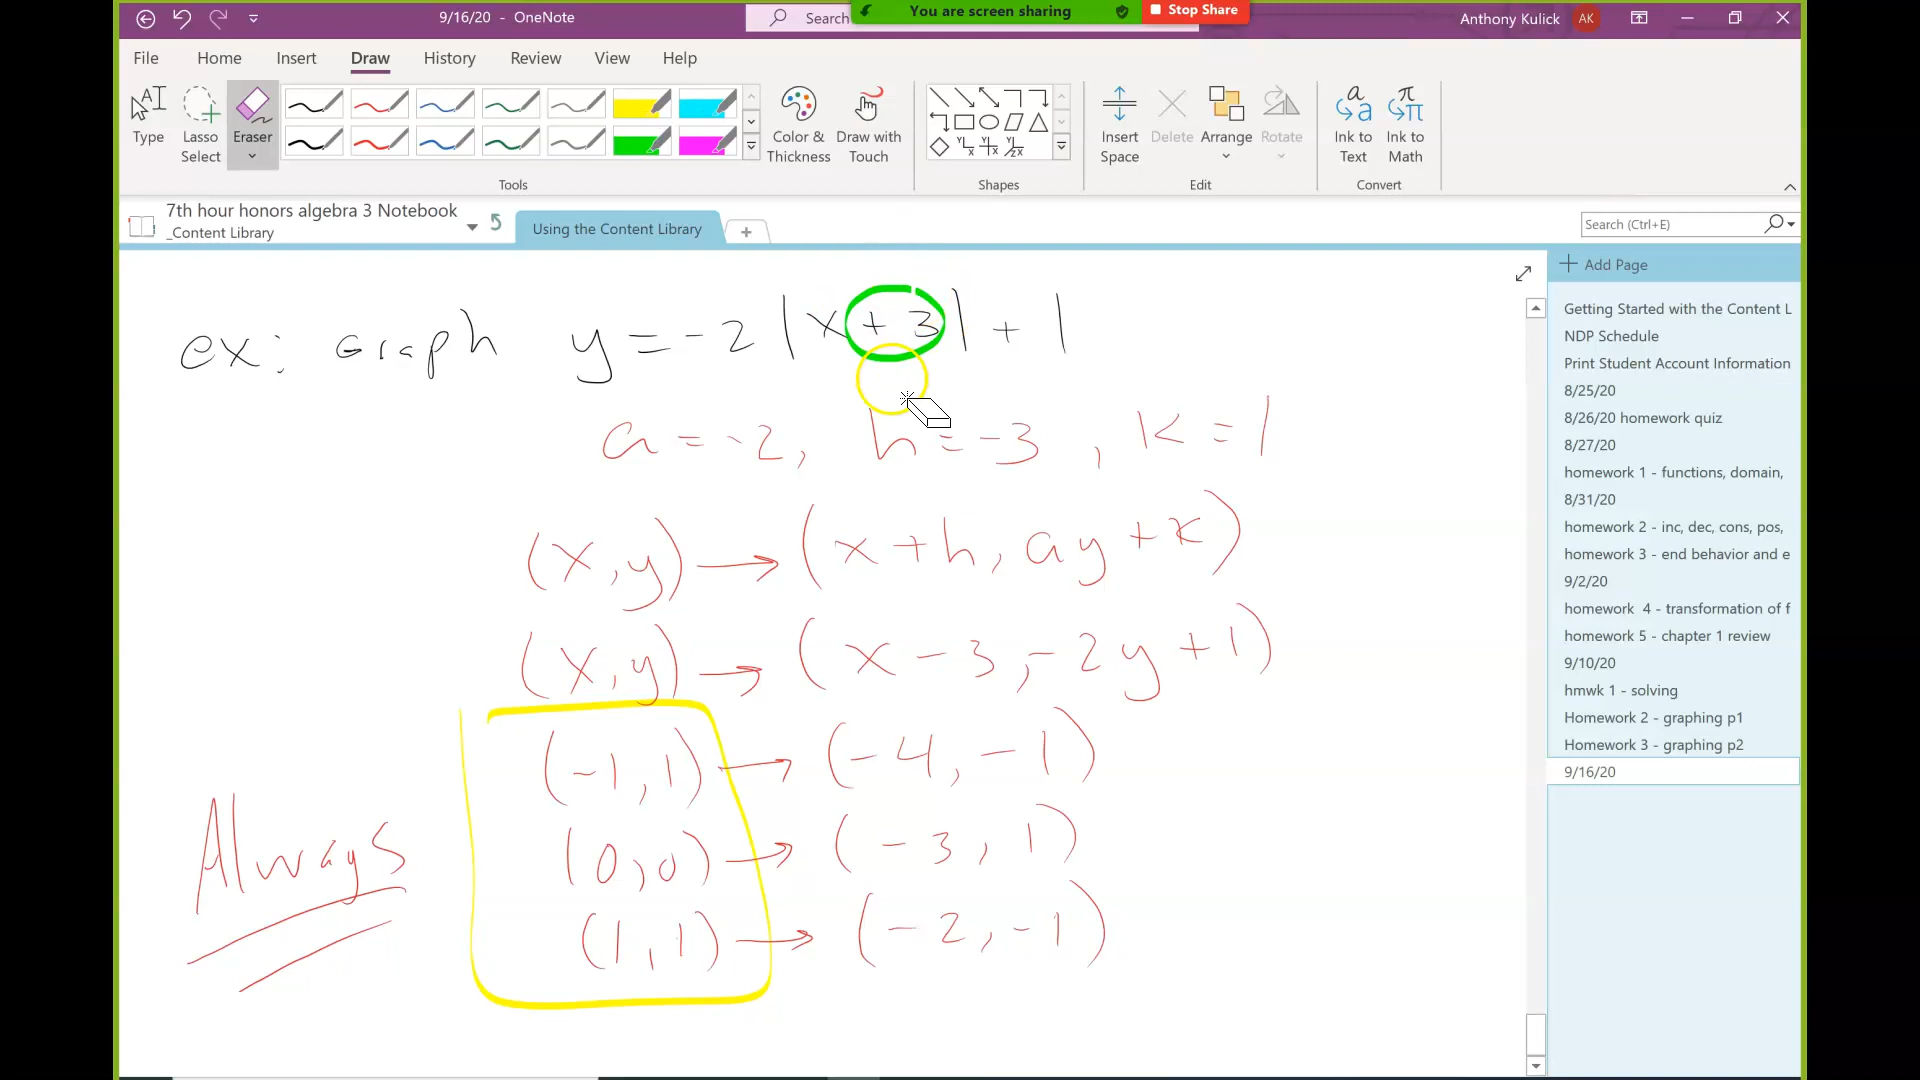 9/16/20 - OneNote
Search
You are screen sharing
Stop Share
Anthony Kulick
AK
File Home Insert Draw History Review View Help
Type
Lasso Select
Eraser
Color & Thickness
Draw with Touch
Insert Space
Delete
Arrange
Rotate
Ink to Text
Ink to Math
Tools
Shapes
Edit
Convert
7th hour honors algebra 3 Notebook
_Content Library
Using the Content Library
Search (Ctrl+E)
Add Page
Getting Started with the Content L
NDP Schedule
Print Student Account Information
8/25/20
8/26/20 homework quiz
8/27/20
homework 1 - functions, domain,
8/31/20
homework 2 - inc, dec, cons, pos,
homework 3 - end behavior and e
9/2/20
homework 4 - transformation of f
homework 5 - chapter 1 review
9/10/20
hmwk 1 - solving
Homework 2 - graphing p1
Homework 3 - graphing p2
9/16/20
ex: Graph y = -2|x + 3| + 1
a = -2, h = -3, k = 1
(x, y) → (x + h, ay + k)
(x, y) → (x - 3, -2y + 1)
(-1, 1) → (-4, -1)
(0, 0) → (-3, 1)
(1, 1) → (-2, -1)
Always